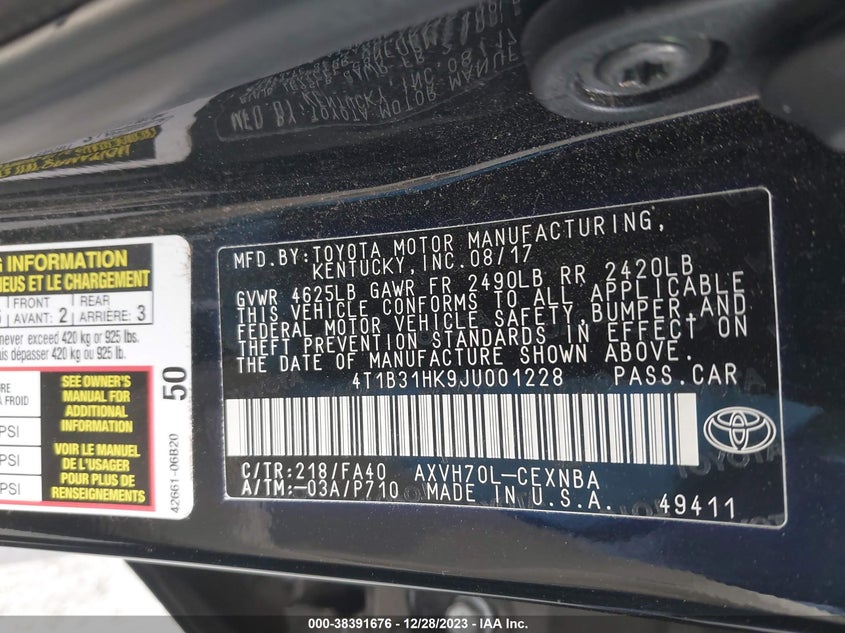 MFD.BY:TOYOTA MOTOR MANUFACTURING,
KENTUCKY, INC.08/17
GVWR 4625LB GAWR FR 2490LB RR 2420LB
THIS VEHICLE CONFORMS TO ALL APPLICABLE
FEDERAL MOTOR VEHICLE SAFETY,BUMPER,AND
THEFT PREVENTION STANDARDS IN EFFECT ON
THE DATE OF MANUFACTURE SHOWN ABOVE.
4T1B31HK9JU001228 PASS.CAR
C/TR:218/FA40 AXVH70L-CEXNBA
A/TM:-03A/P710 MADE IN U.S.A. 49411
INFORMATION
PNEUS ET LE CHARGEMENT
FRONT REAR
AVANT: 2 ARRIÈRE: 3
never exceed 420 kg or 925 lbs.
dépasser 420 kg ou 925 lb.
À FROID
PSI
PSI
PSI
SEE OWNER'S
MANUAL FOR
ADDITIONAL
INFORMATION
VOIR LE MANUEL
DE L'USAGER
POUR PLUS DE
RENSEIGNEMENTS
50
42661-06B20
000-38391676 - 12/28/2023 - IAA Inc.